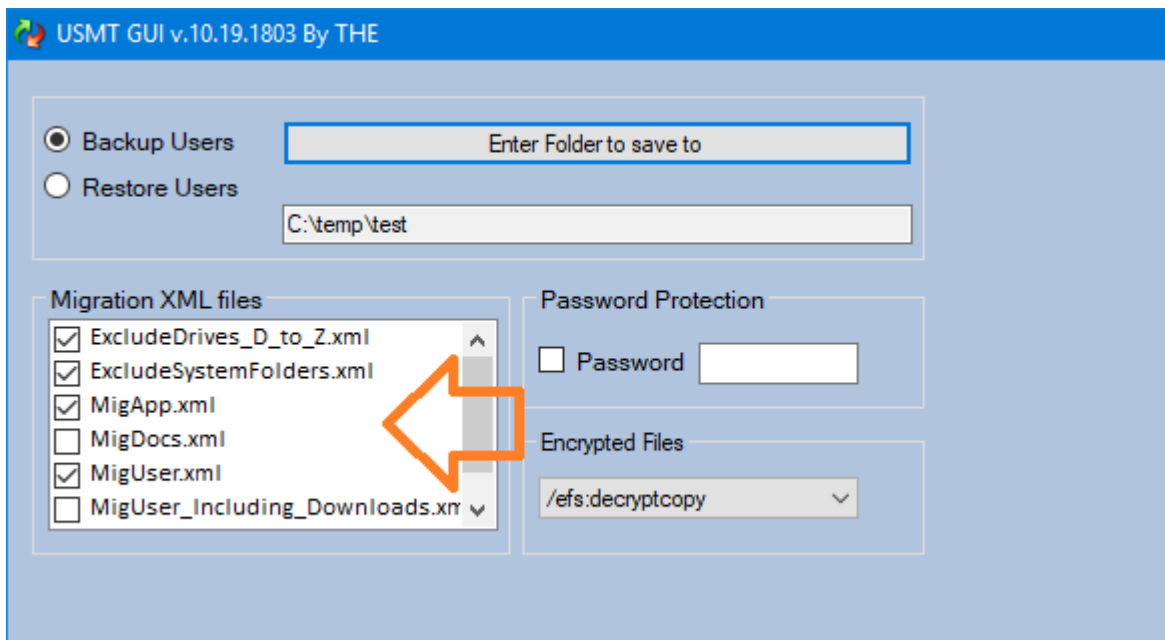 USMT GUI v.10.19.1803 By THE
Backup Users
Enter Folder to save to
Restore Users
C:\temp\test
Migration XML files
ExcludeDrives_D_to_Z.xml
ExcludeSystemFolders.xml
MigApp.xml
MigDocs.xml
MigUser.xml
MigUser_Including_Downloads.xm
Password Protection
Password
Encrypted Files
/efs:decryptcopy